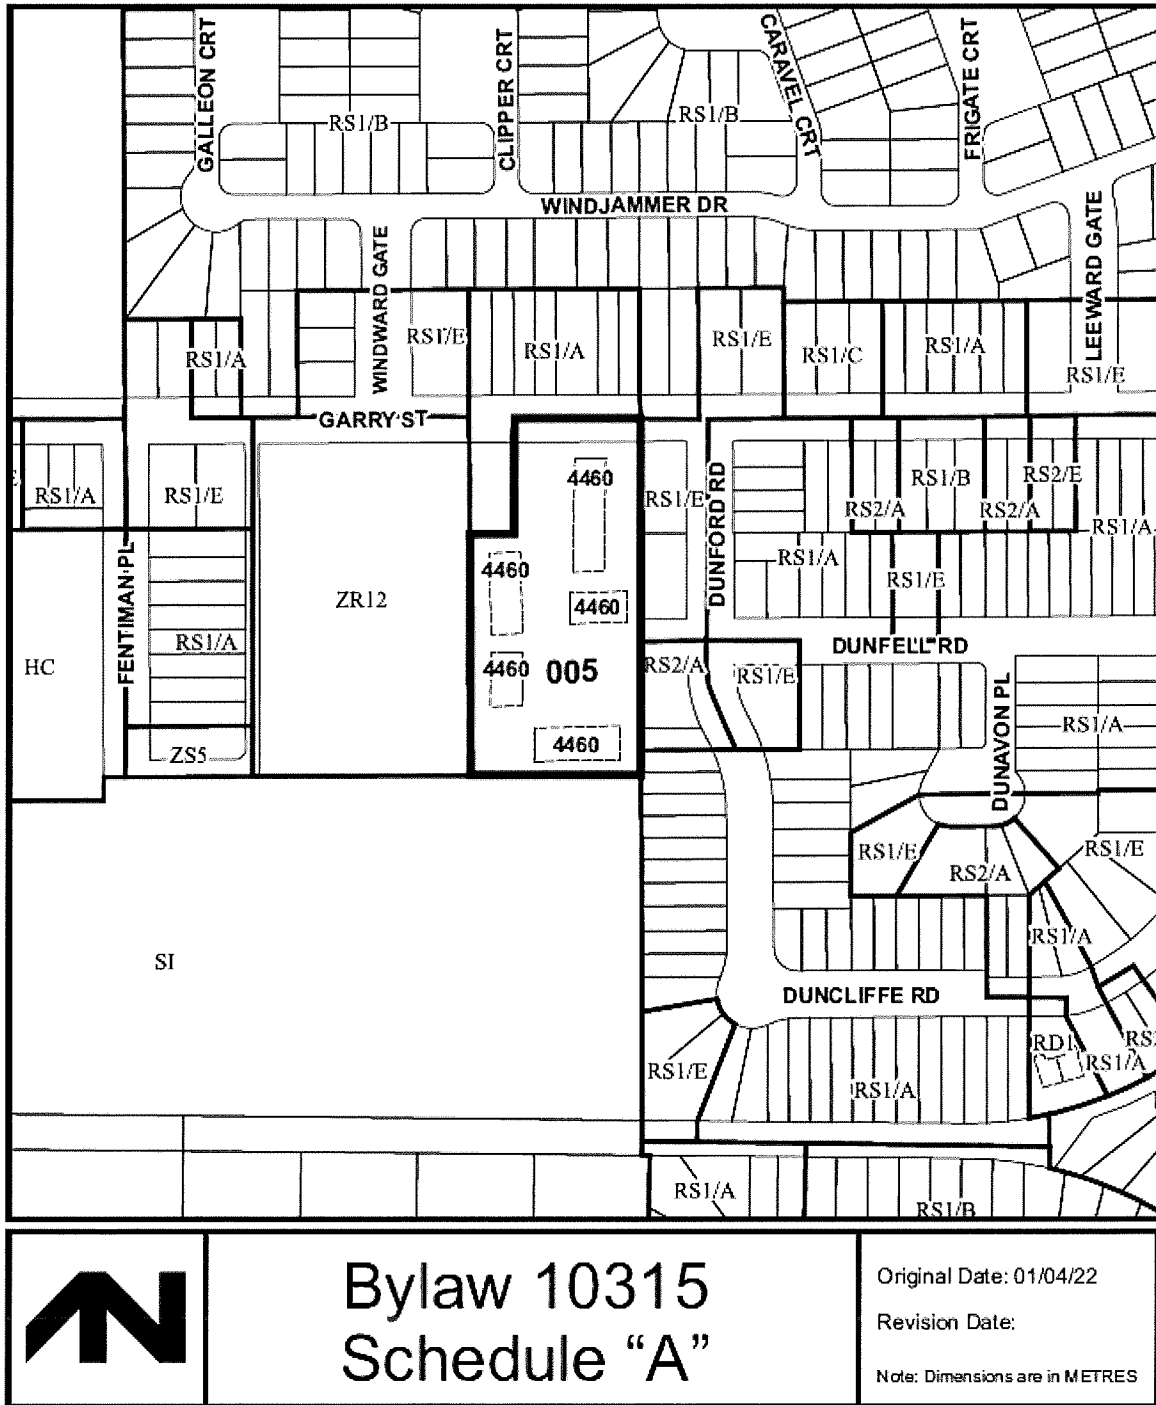 GALLEON CRT
CLIPPER CRT
CARAVEL CRT
FRIGATE CRT
RS1/B
RS1/B
WINDJAMMER DR
WINDWARD GATE
LEEWARD GATE
RS1/A
RS1/E
RS1/A
RS1/E
RS1/C
RS1/A
RS1/E
GARRY ST
RS1/A
RS1/E
4460
RS1/E
DUNFORD RD
RS2/A
RS1/B
RS2/A
RS2/E
RS1/A
FENTIMAN PL
4460
RS1/A
RS1/E
ZR12
4460
HC
RS1/A
4460
005
RS2/A
RS1/E
DUNFELL RD
DUNAVON PL
RS1/A
ZS5
4460
RS1/E
RS2/A
RS1/E
SI
RS1/A
DUNCLIFFE RD
RS1/E
RS1/A
RD1
RS1/A
RS1/A
RS1/B
Bylaw 10315
Schedule “A”
Original Date: 01/04/22
Revision Date:
Note: Dimensions are in METRES